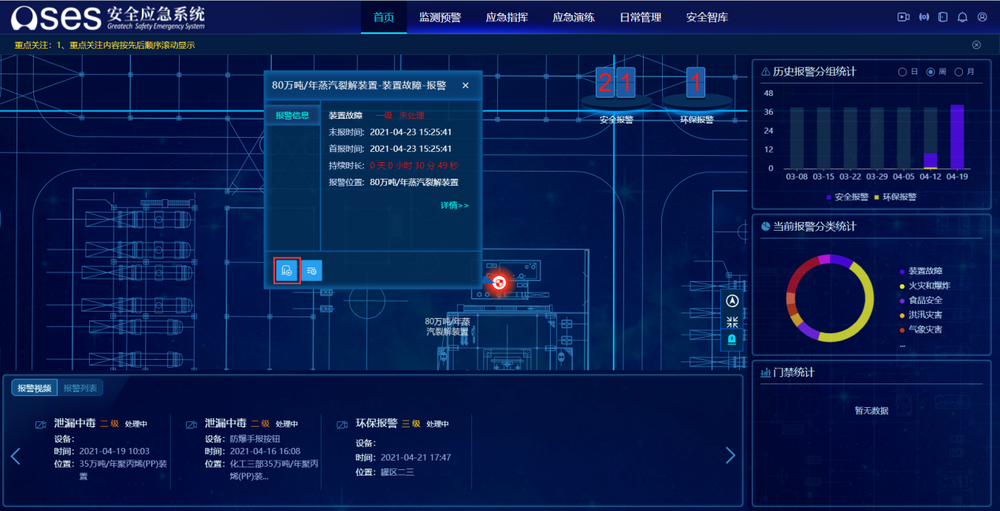 Oses 安全应急系统
Greatech Safety Emergency System
首页 监测预警 应急指挥 应急演练 日常管理 安全智库
重点关注：1、重点关注内容按先后顺序滚动显示
80万吨/年蒸汽裂解装置-装置故障-报警 ×
报警信息
装置故障 一级 未处理
末报时间: 2021-04-23 15:25:41
首报时间: 2021-04-23 15:25:41
持续时长: 0 天 0 小时 30 分 49 秒
报警位置: 80万吨/年蒸汽裂解装置
详情>>
2 1
安全报警
1
环保报警
80万吨/年蒸
汽裂解装置
历史报警分组统计 日 周 月
48
36
24
12
0
03-08 03-15 03-22 03-29 04-05 04-12 04-19
安全报警 环保报警
当前报警分类统计
装置故障
火灾和爆炸
食品安全
洪汛灾害
气象灾害
...
门禁统计
暂无数据
报警视频 报警列表
泄漏中毒 二级 处理中
设备:
时间: 2021-04-19 10:03
位置: 35万吨/年聚丙烯(PP)装
置
泄漏中毒 二级 处理中
设备: 防爆手报按钮
时间: 2021-04-16 16:08
位置: 化工三部35万吨/年聚丙
烯(PP)装...
环保报警 三级 处理中
设备:
时间: 2021-04-21 17:47
位置: 罐区二三